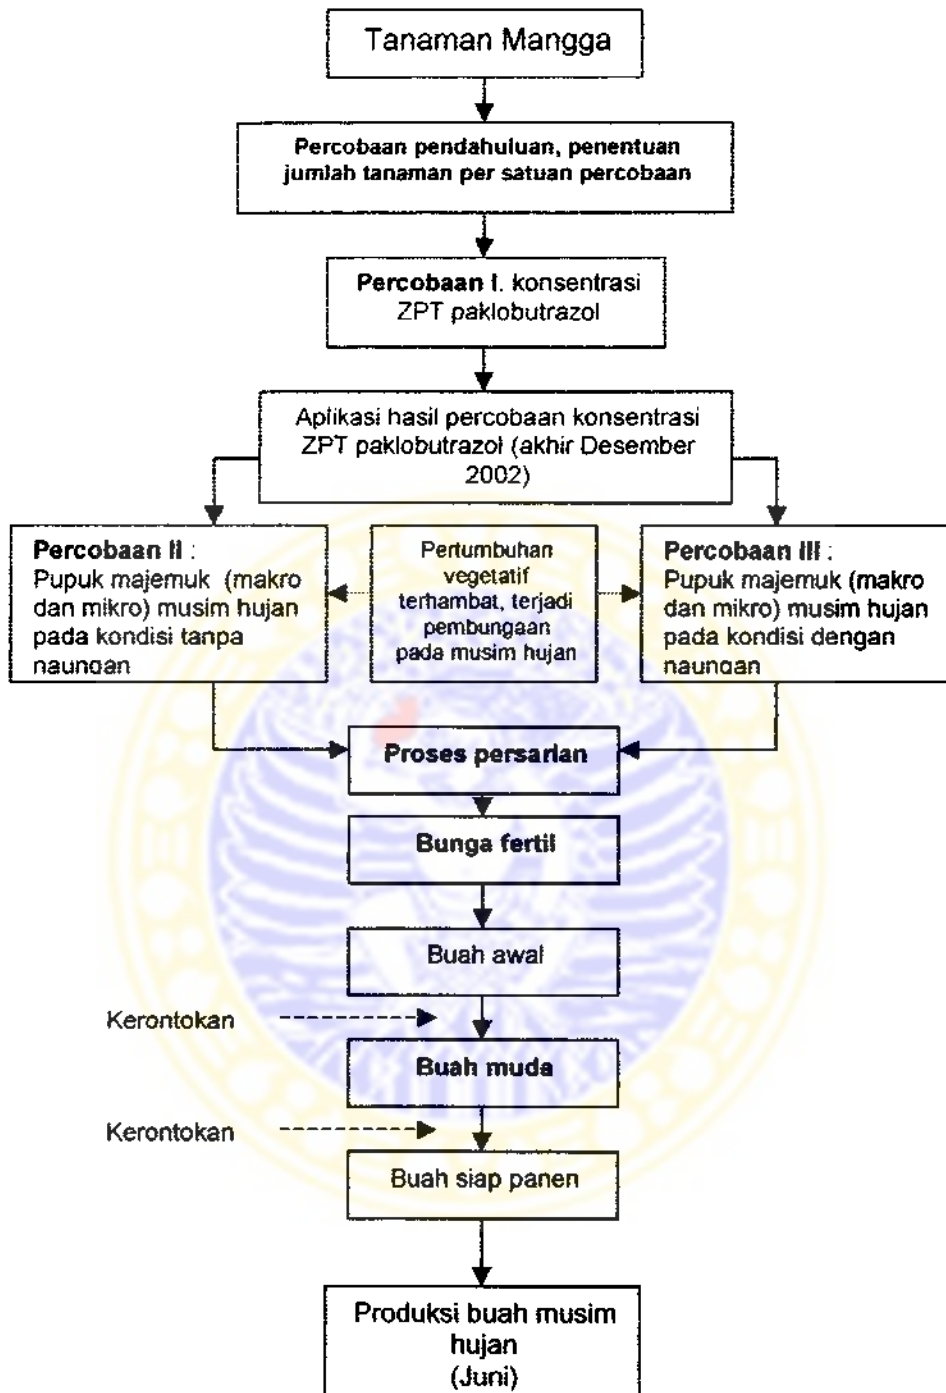 Tanaman Mangga
Percobaan pendahuluan, penentuan
jumlah tanaman per satuan percobaan
Percobaan I. konsentrasi
ZPT paklobutrazol
Aplikasi hasil percobaan konsentrasi
ZPT paklobutrazol (akhir Desember
2002)
Percobaan II :
Pupuk majemuk (makro
dan mikro) musim hujan
pada kondisi tanpa
naungan
Pertumbuhan
vegetatif
terhambat, terjadi
pembungaan
pada musim hujan
Percobaan III :
Pupuk majemuk (makro
dan mikro) musim hujan
pada kondisi dengan
naungan
Proses persarian
Bunga fertil
Buah awal
Kerontokan
Buah muda
Kerontokan
Buah siap panen
Produksi buah musim
hujan
(Juni)